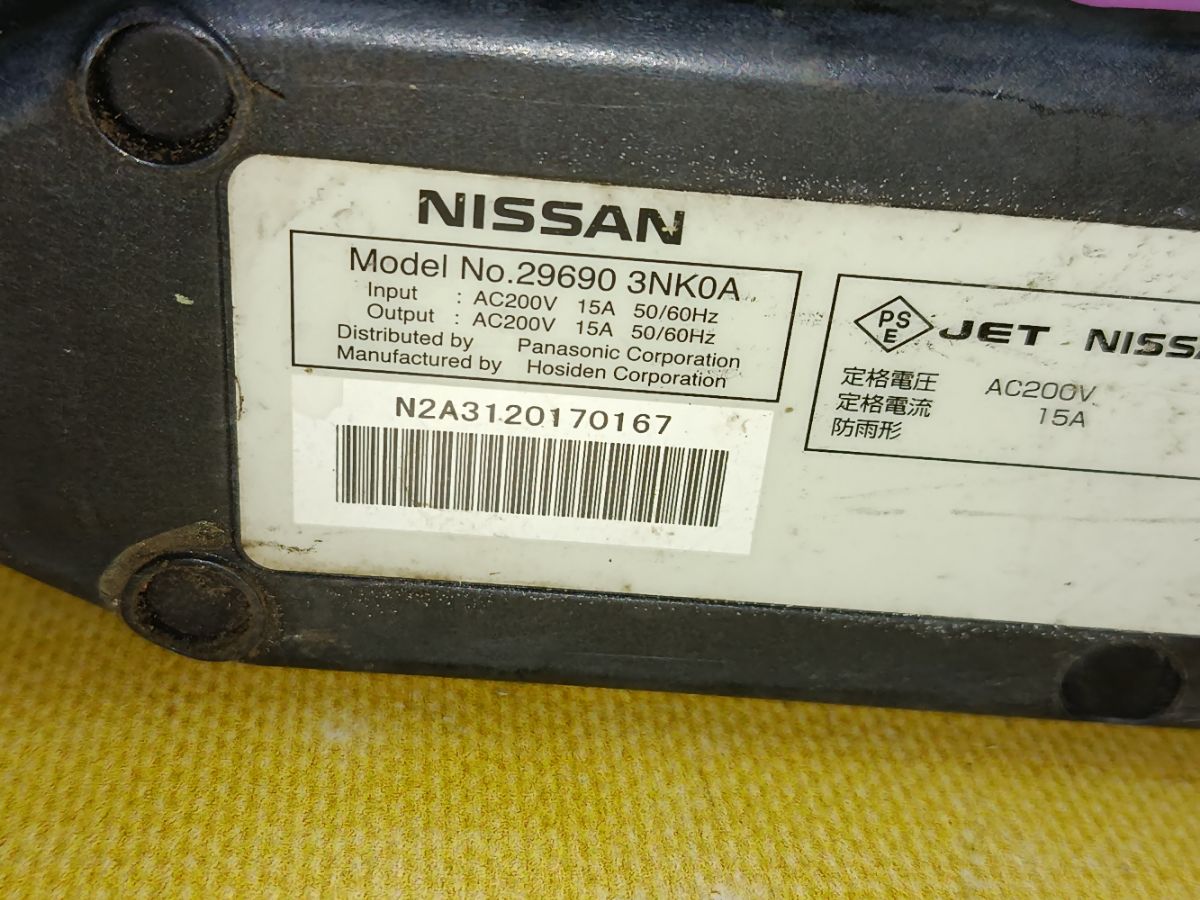 NISSAN
Model No.29690 3NK0A
Input : AC200V 15A 50/60Hz
Output : AC200V 15A 50/60Hz
Distributed by Panasonic Corporation
Manufactured by Hosiden Corporation
N2A3120170167
PSE JET NISSA
定格電圧 AC200V
定格電流 15A
防雨形